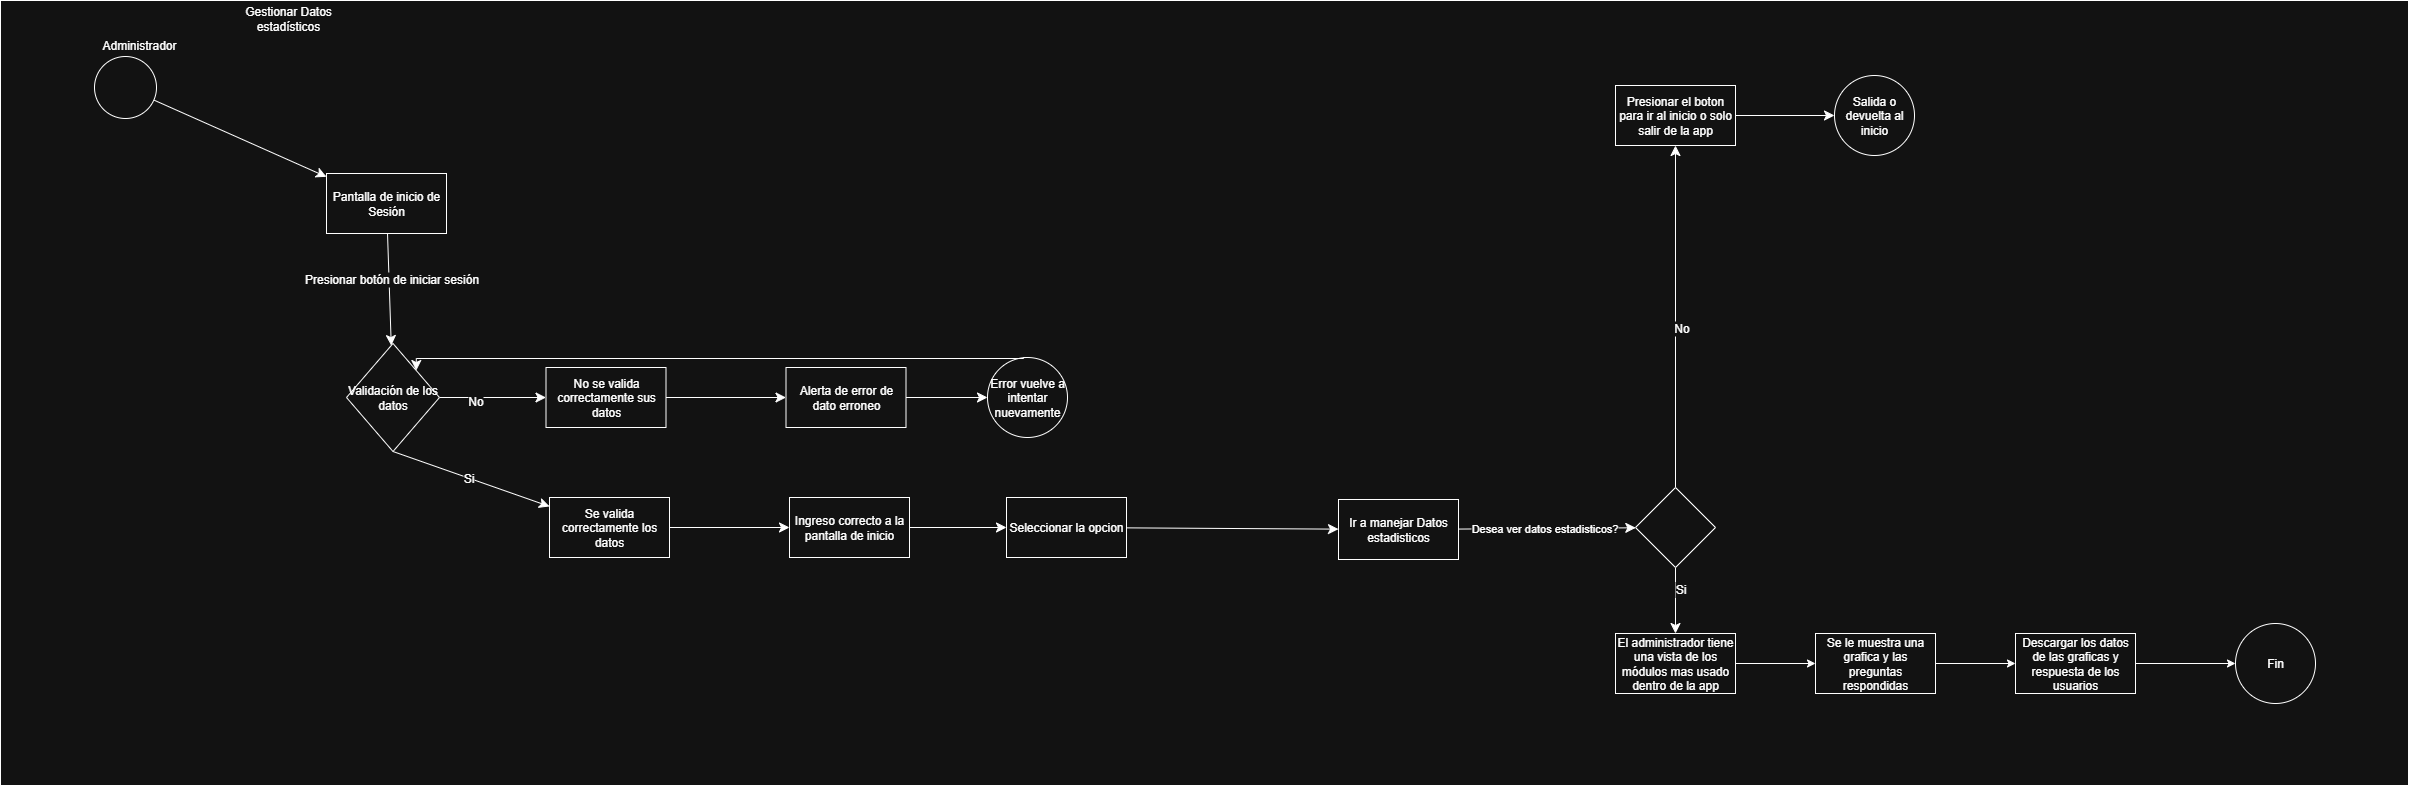 Gestionar Datos
estadísticos
Administrador
Pantalla de inicio de
Sesión
Presionar botón de iniciar sesión
Validación de los
datos
No
No se valida
correctamente sus
datos
Alerta de error de
dato erroneo
Error vuelve a
intentar
nuevamente
Si
Se valida
correctamente los
datos
Ingreso correcto a la
pantalla de inicio
Seleccionar la opcion
Ir a manejar Datos
estadisticos
Desea ver datos estadisticos?
No
Presionar el boton
para ir al inicio o solo
salir de la app
Salida o
devuelta al
inicio
Si
El administrador tiene
una vista de los
módulos mas usado
dentro de la app
Se le muestra una
grafica y las
preguntas
respondidas
Descargar los datos
de las graficas y
respuesta de los
usuarios
Fin